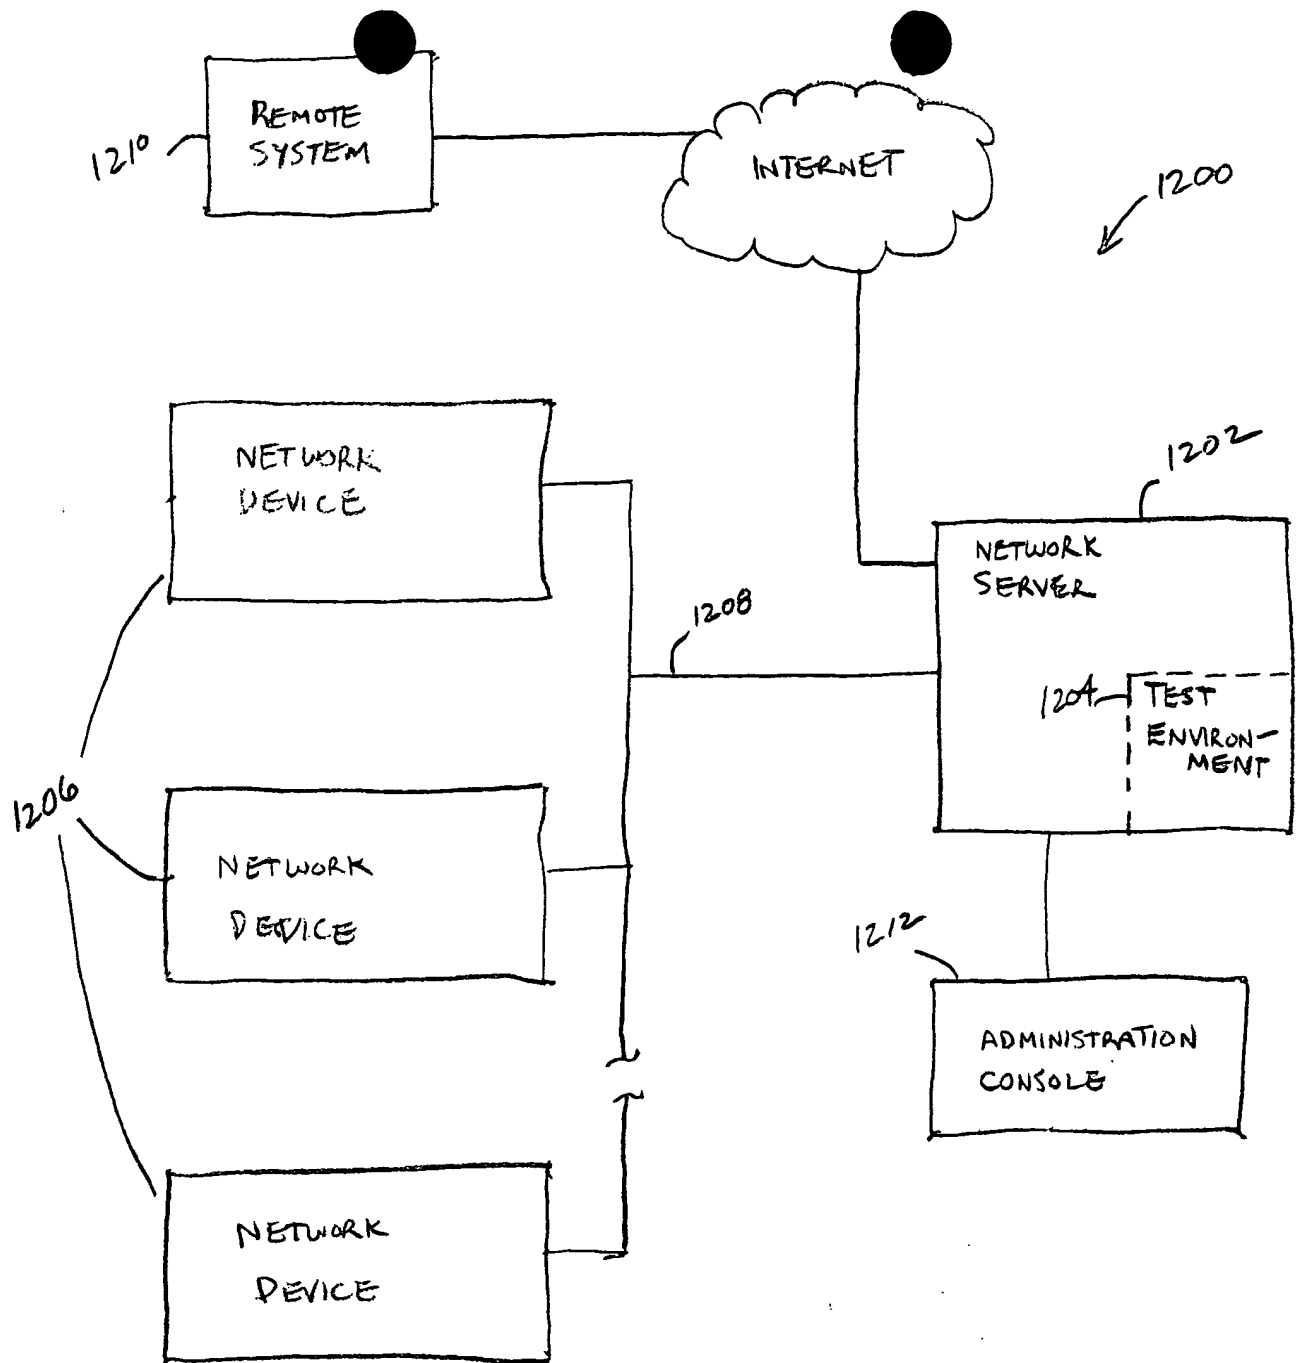 REMOTE
SYSTEM
1210
INTERNET
1200
NETWORK
DEVICE
1202
NETWORK
SERVER
1208
1204
TEST
ENVIRON-
MENT
1206
NETWORK
DEVICE
1212
ADMINISTRATION
CONSOLE
NETWORK
DEVICE